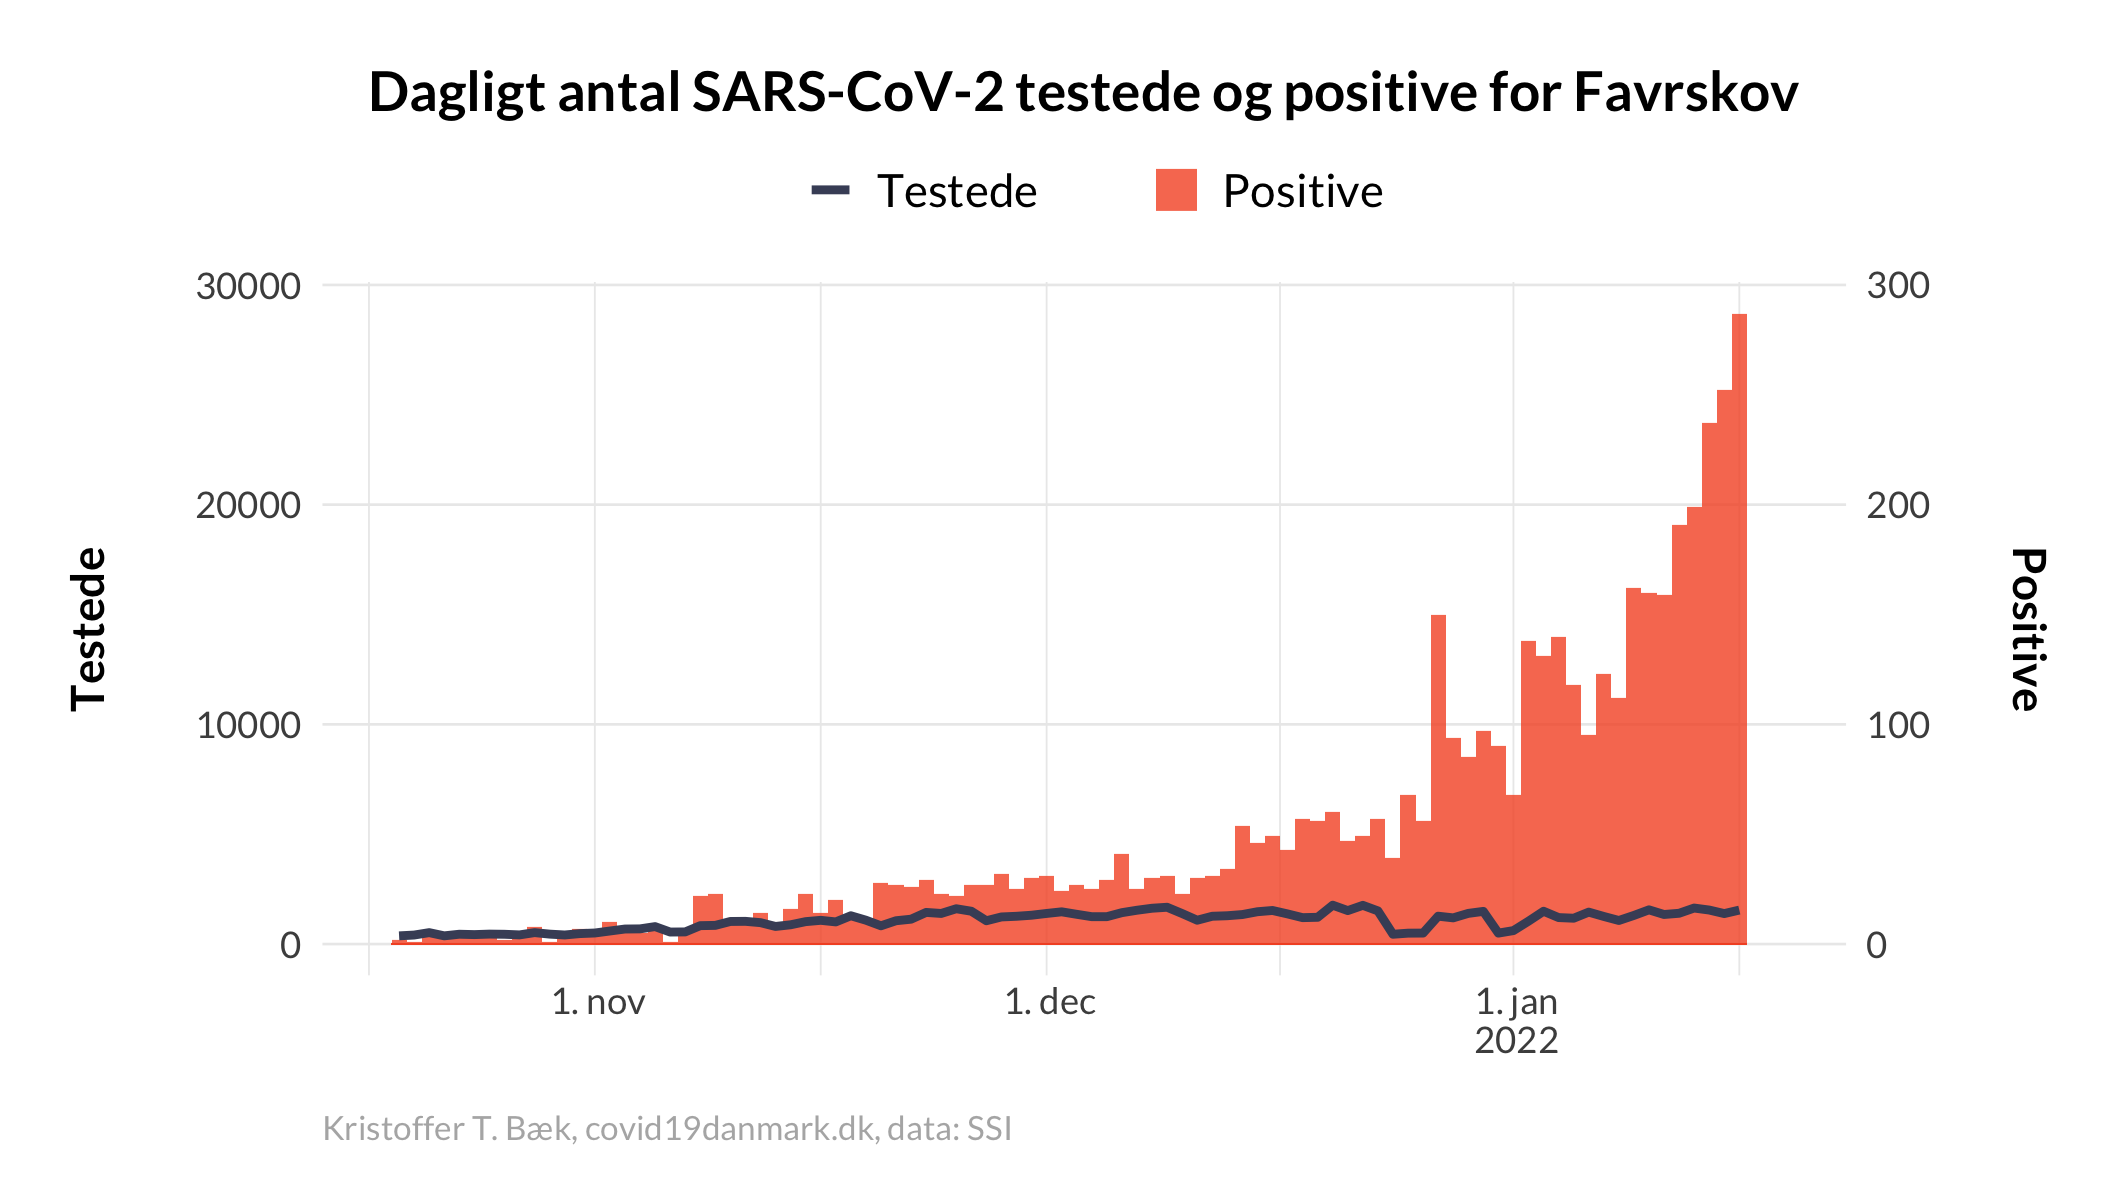 Dagligt antal SARS-CoV-2 testede og positive for Favrskov
Testede
Positive
30000
20000
10000
0
Testede
300
200
100
0
Positive
1. nov
1. dec
1. jan
2022
Kristoffer T. Bæk, covid19danmark.dk, data: SSI